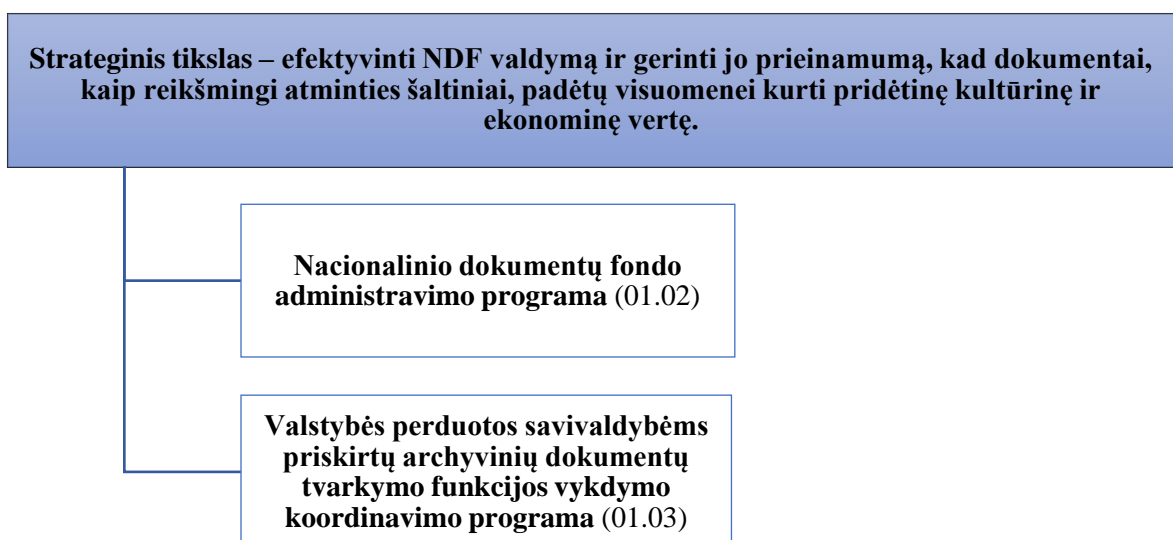 Strateginis tikslas – efektyvinti NDF valdymą ir gerinti jo prieinamumą, kad dokumentai,
kaip reikšmingi atminties šaltiniai, padėtų visuomenei kurti pridėtinę kultūrinę ir
ekonominę vertę.
Nacionalinio dokumentų fondo
administravimo programa (01.02)
Valstybės perduotos savivaldybėms
priskirtų archyvinių dokumentų
tvarkymo funkcijos vykdymo
koordinavimo programa (01.03)